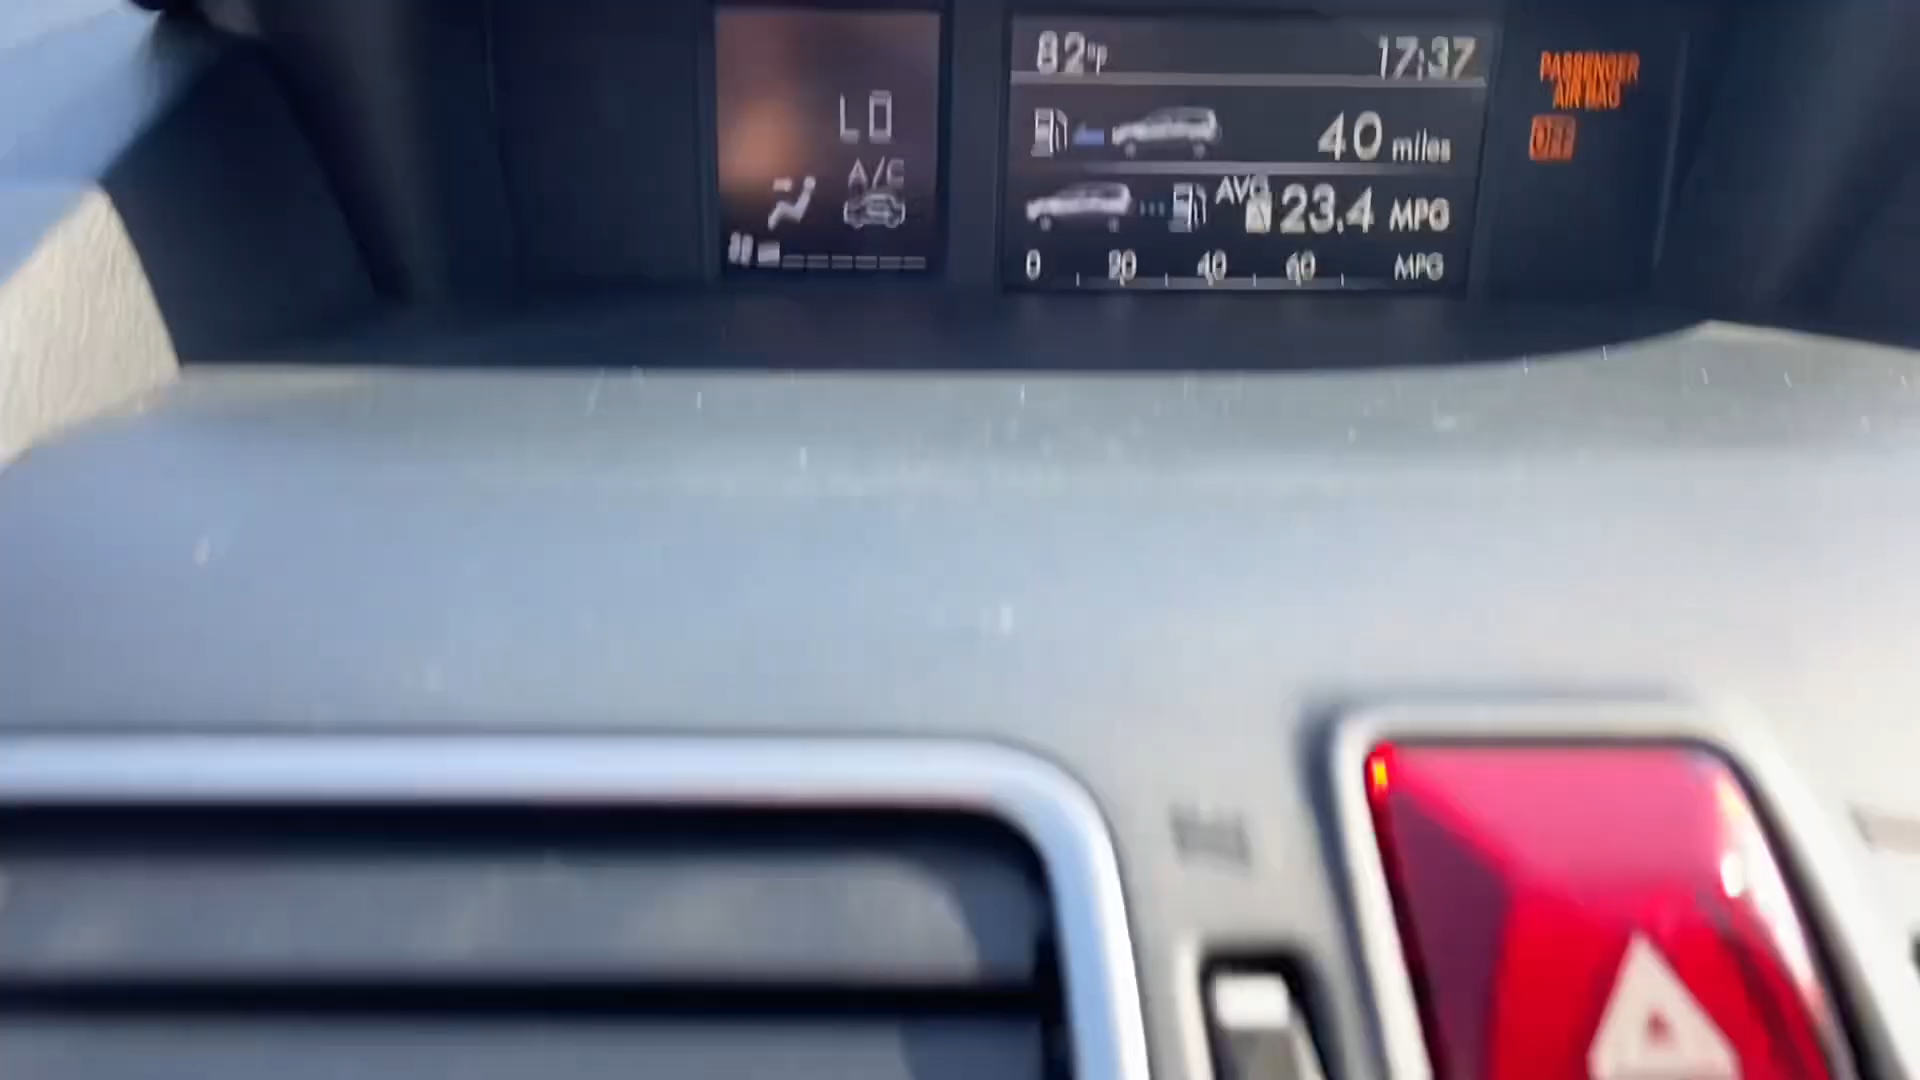 LO
A/C
82°F 17:37
40 miles
AVG 23.4 MPG
0 20 40 60 MPG
PASSENGER
AIR BAG
OFF